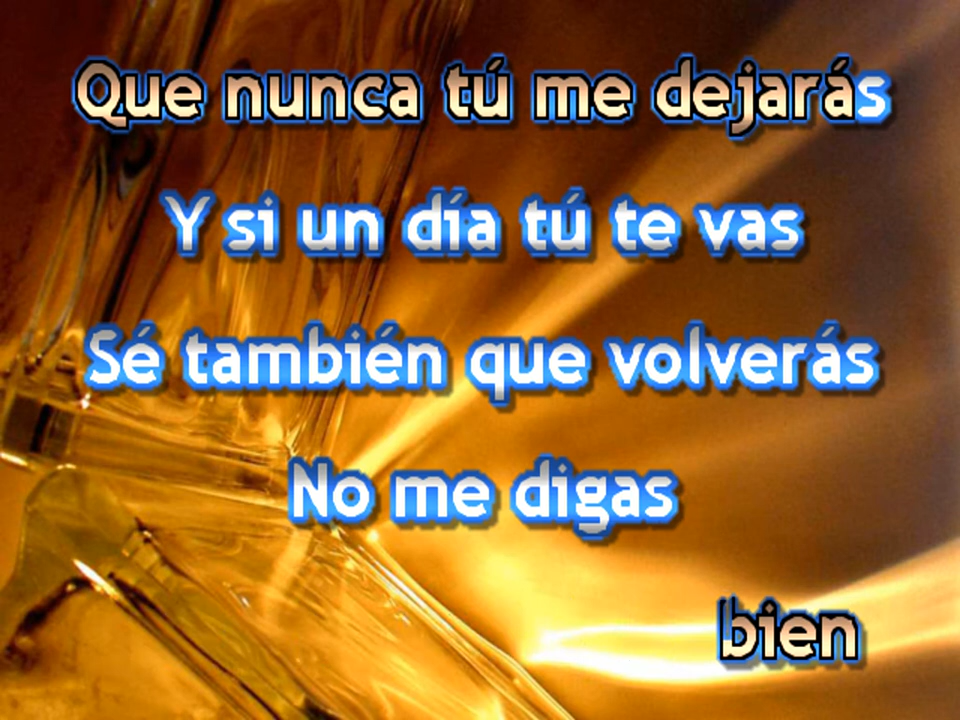 Que nunca tú me dejarás
Y si un día tú te vas
Sé también que volverás
No me digas
bien